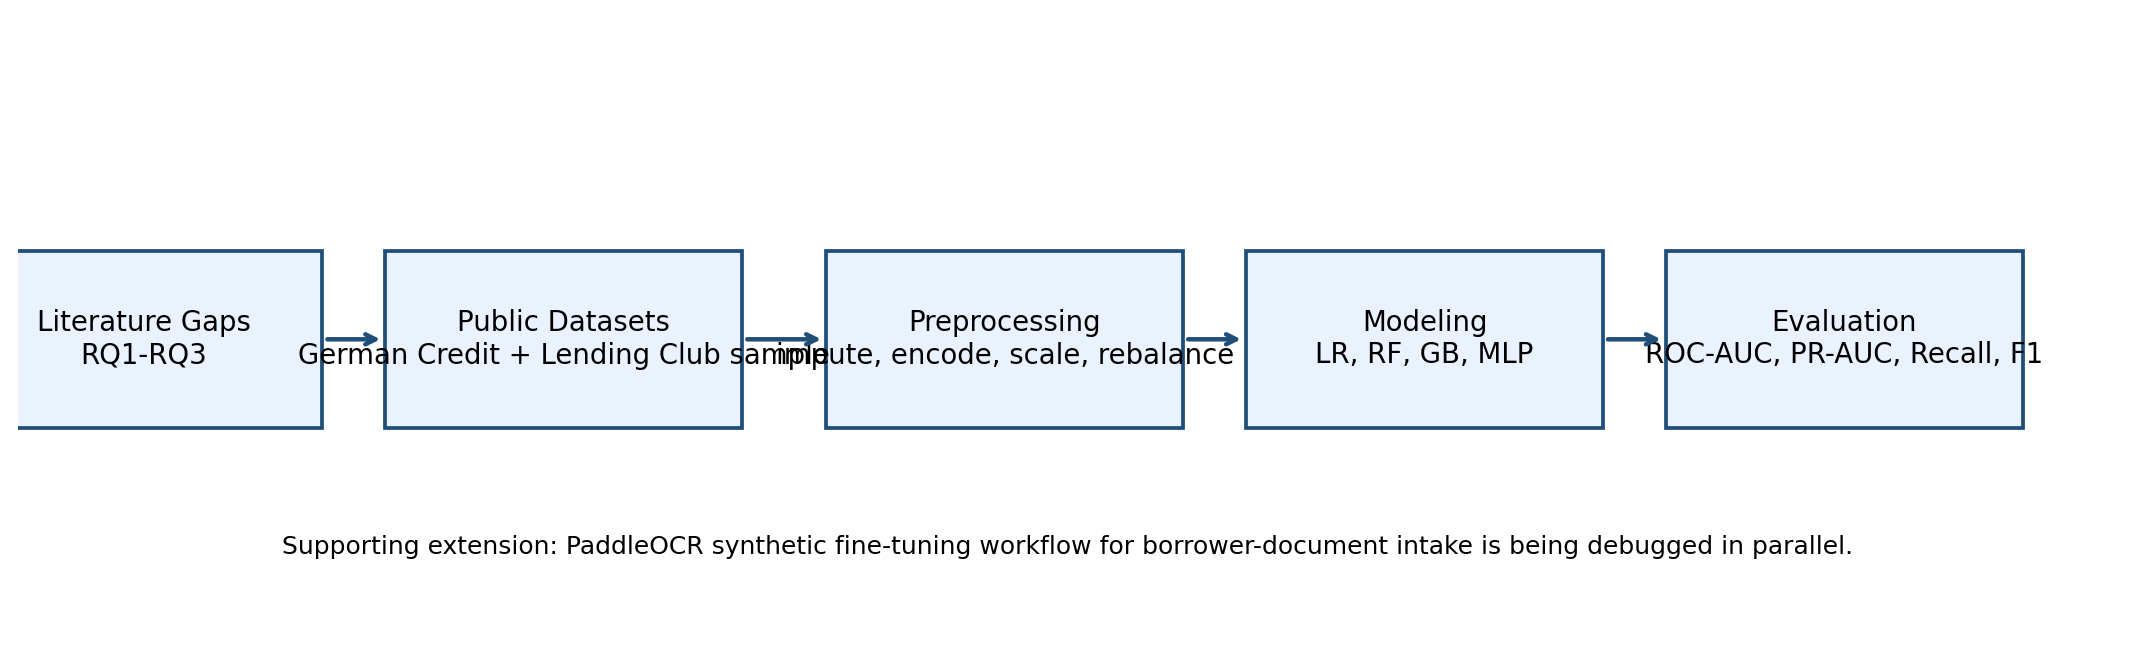 Literature Gaps
RQ1-RQ3
Public Datasets
German Credit + Lending Club sample
Preprocessing
impute, encode, scale, rebalance
Modeling
LR, RF, GB, MLP
Evaluation
ROC-AUC, PR-AUC, Recall, F1
Supporting extension: PaddleOCR synthetic fine-tuning workflow for borrower-document intake is being debugged in parallel.